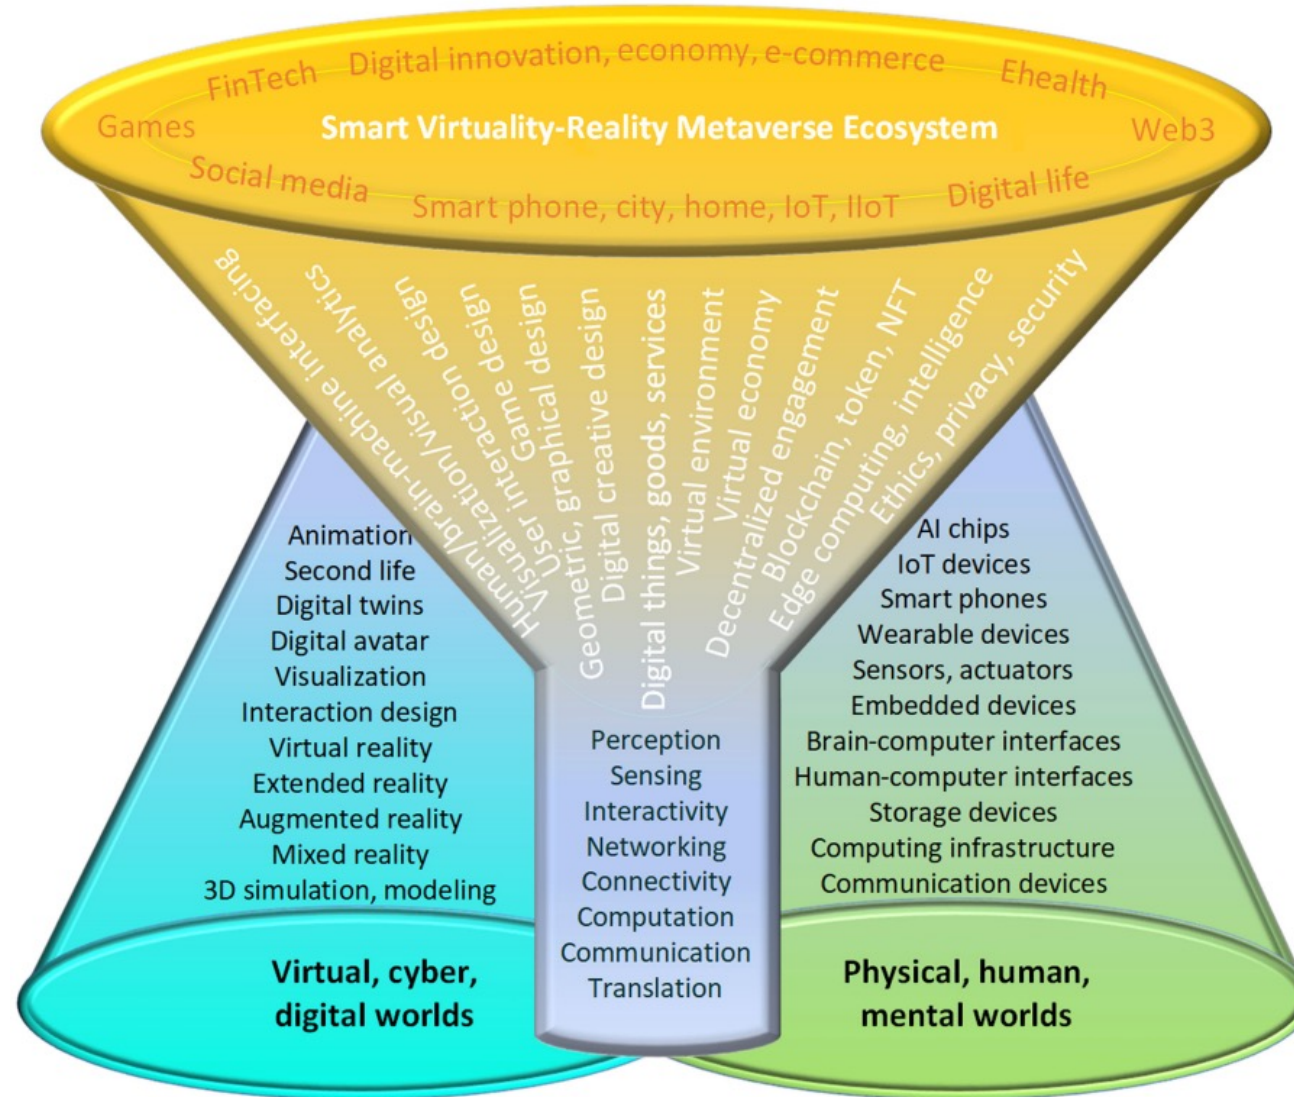 FinTech
Digital innovation, economy, e-commerce
Ehealth
Games
Smart Virtuality-Reality Metaverse Ecosystem
Web3
Social media
Smart phone, city, home, IoT, IIoT
Digital life
Human/brain-machine interfacing
Visualization/visual analytics
User interaction design
Game design
Geometric, graphical design
Digital creative design
Digital things, goods, services
Virtual environment
Virtual economy
Decentralized engagement
Blockchain, token, NFT
Edge computing, intelligence
Ethics, privacy, security
Animation
Second life
Digital twins
Digital avatar
Visualization
Interaction design
Virtual reality
Extended reality
Augmented reality
Mixed reality
3D simulation, modeling
Virtual, cyber,
digital worlds
Perception
Sensing
Interactivity
Networking
Connectivity
Computation
Communication
Translation
AI chips
IoT devices
Smart phones
Wearable devices
Sensors, actuators
Embedded devices
Brain-computer interfaces
Human-computer interfaces
Storage devices
Computing infrastructure
Communication devices
Physical, human,
mental worlds